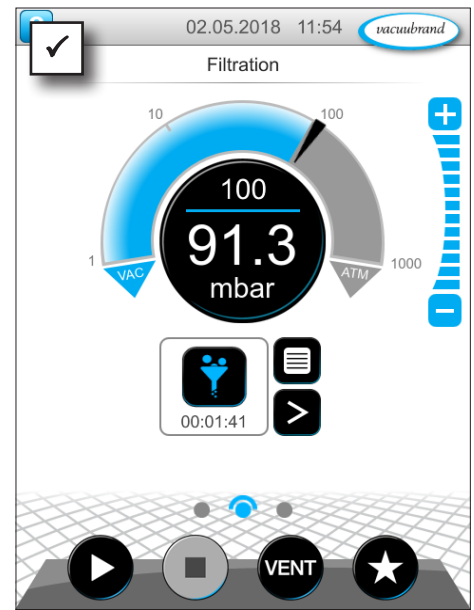 02.05.2018 11:54 vacuubrand
Filtration
10 100
100
91.3
mbar
1 VAC ATM 1000
00:01:41
VENT